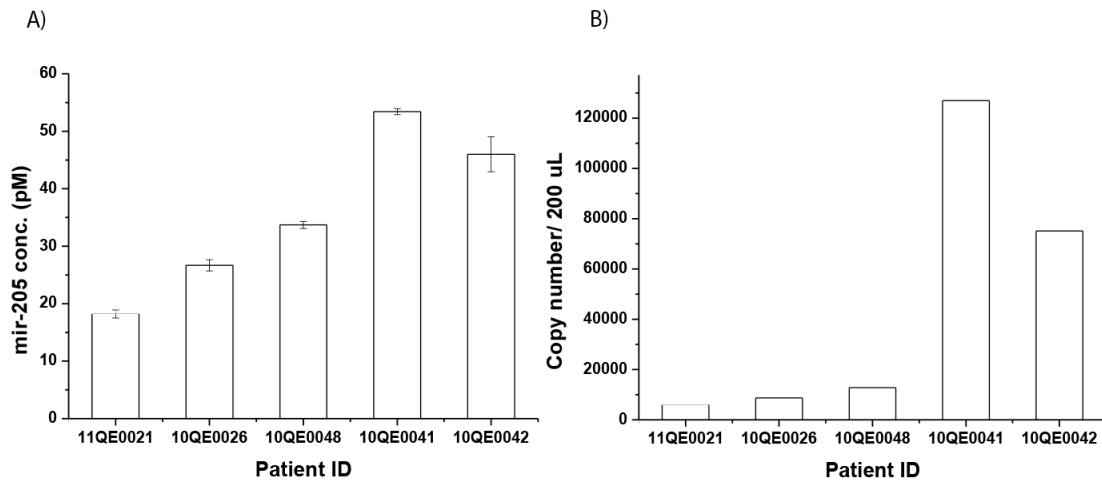 A)
mir-205 conc. (pM)
60
50
40
30
20
10
0
11QE0021 10QE0026 10QE0048 10QE0041 10QE0042
Patient ID
B)
Copy number/ 200 uL
120000
100000
80000
60000
40000
20000
0
11QE0021 10QE0026 10QE0048 10QE0041 10QE0042
Patient ID